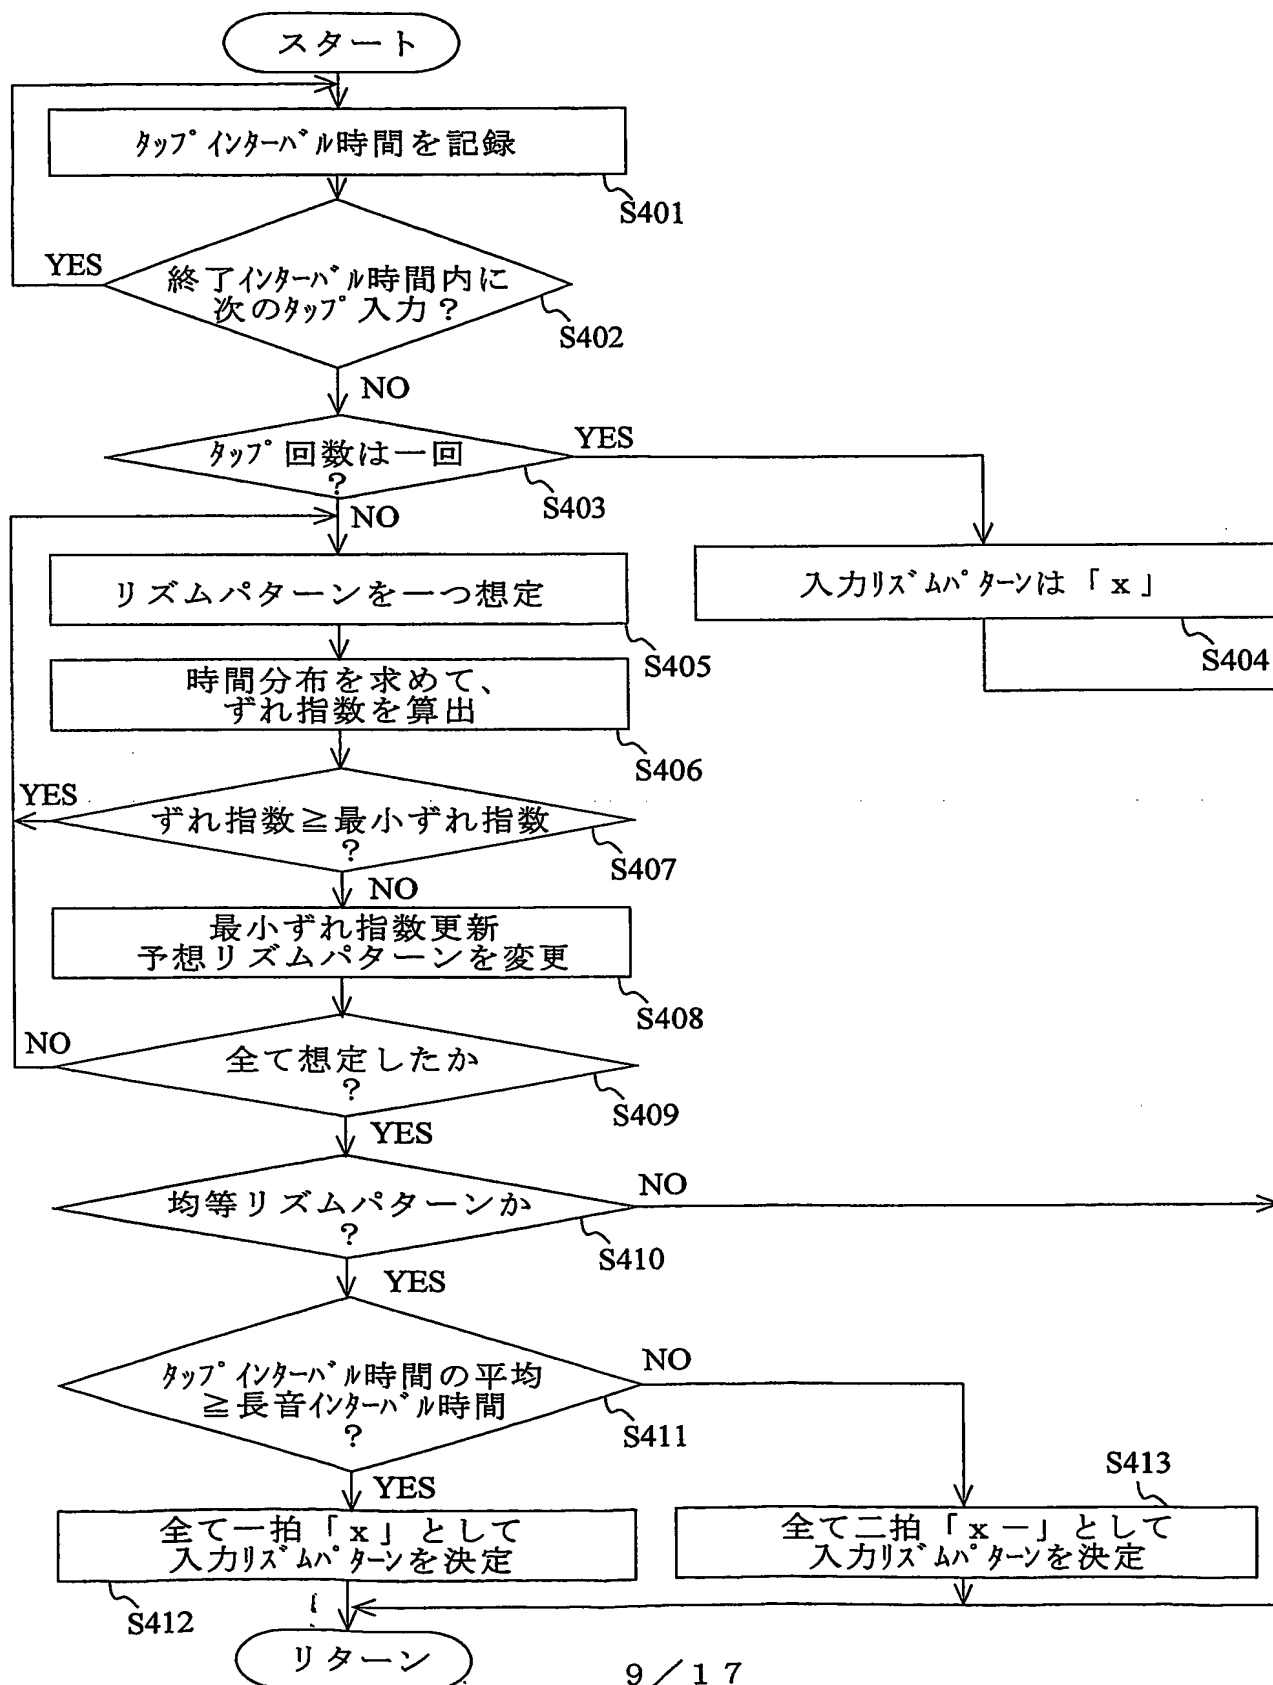 スタート
タップインターバル時間を記録
S401
YES
終了インターバル時間内に
次のタップ入力？
S402
NO
タップ回数は一回
？
YES
S403
NO
リズムパターンを一つ想定
S405
入力リズムパターンは「x」
S404
時間分布を求めて、
ずれ指数を算出
S406
YES
ずれ指数≧最小ずれ指数
？
S407
NO
最小ずれ指数更新
予想リズムパターンを変更
S408
NO
全て想定したか
？
S409
YES
均等リズムパターンか
？
NO
S410
YES
タップインターバル時間の平均
≧長音インターバル時間
？
NO
S411
YES
S413
全て一拍「x」として
入力リズムパターンを決定
S412
全て二拍「x－」として
入力リズムパターンを決定
リターン
9／17